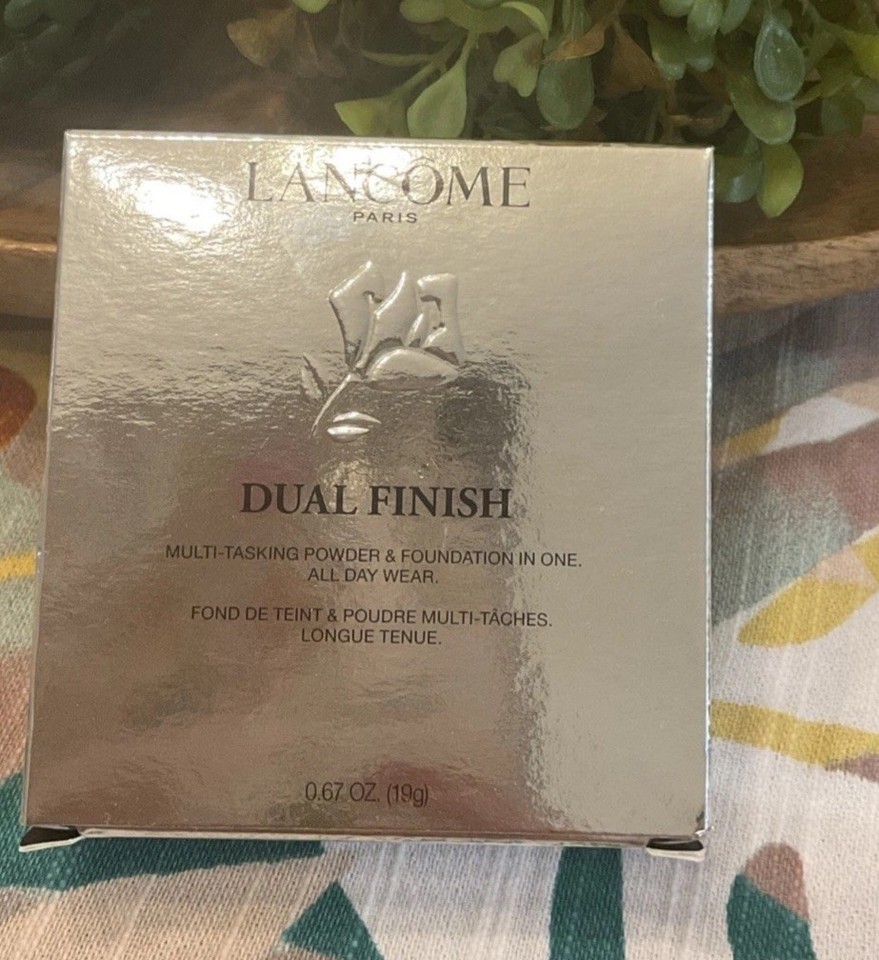 LANCÔME
PARIS
DUAL FINISH
MULTI-TASKING POWDER & FOUNDATION IN ONE.
ALL DAY WEAR.
FOND DE TEINT & POUDRE MULTI-TÂCHES.
LONGUE TENUE.
0.67 OZ. (19g)